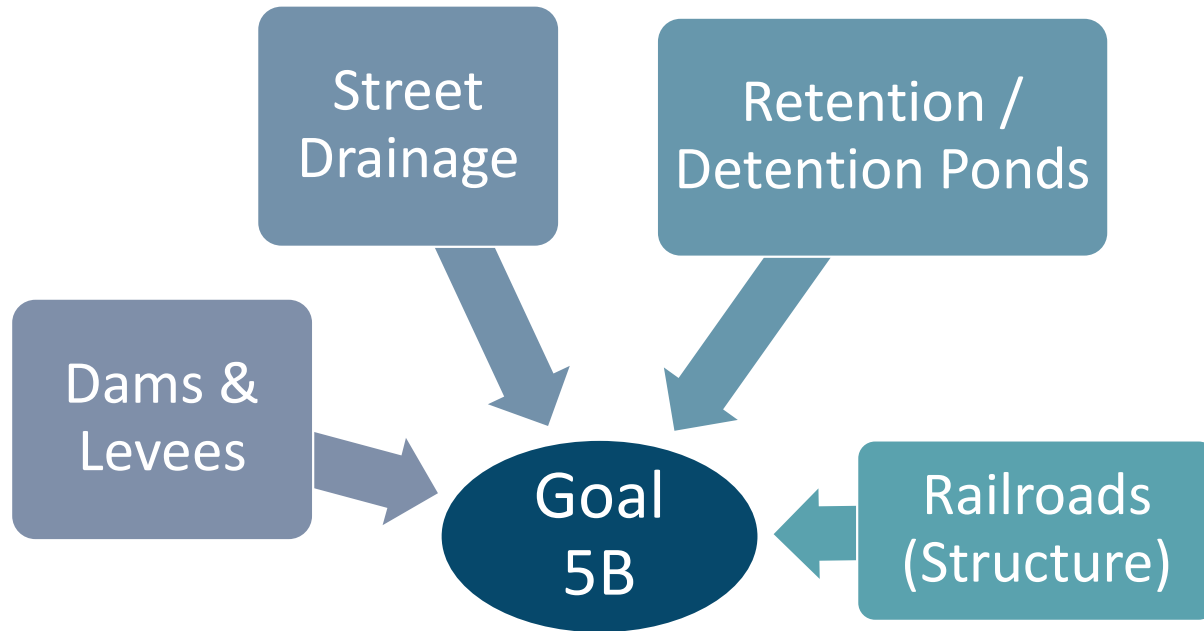 Street
Drainage
Retention /
Detention Ponds
Dams &
Levees
Goal
5B
Railroads
(Structure)